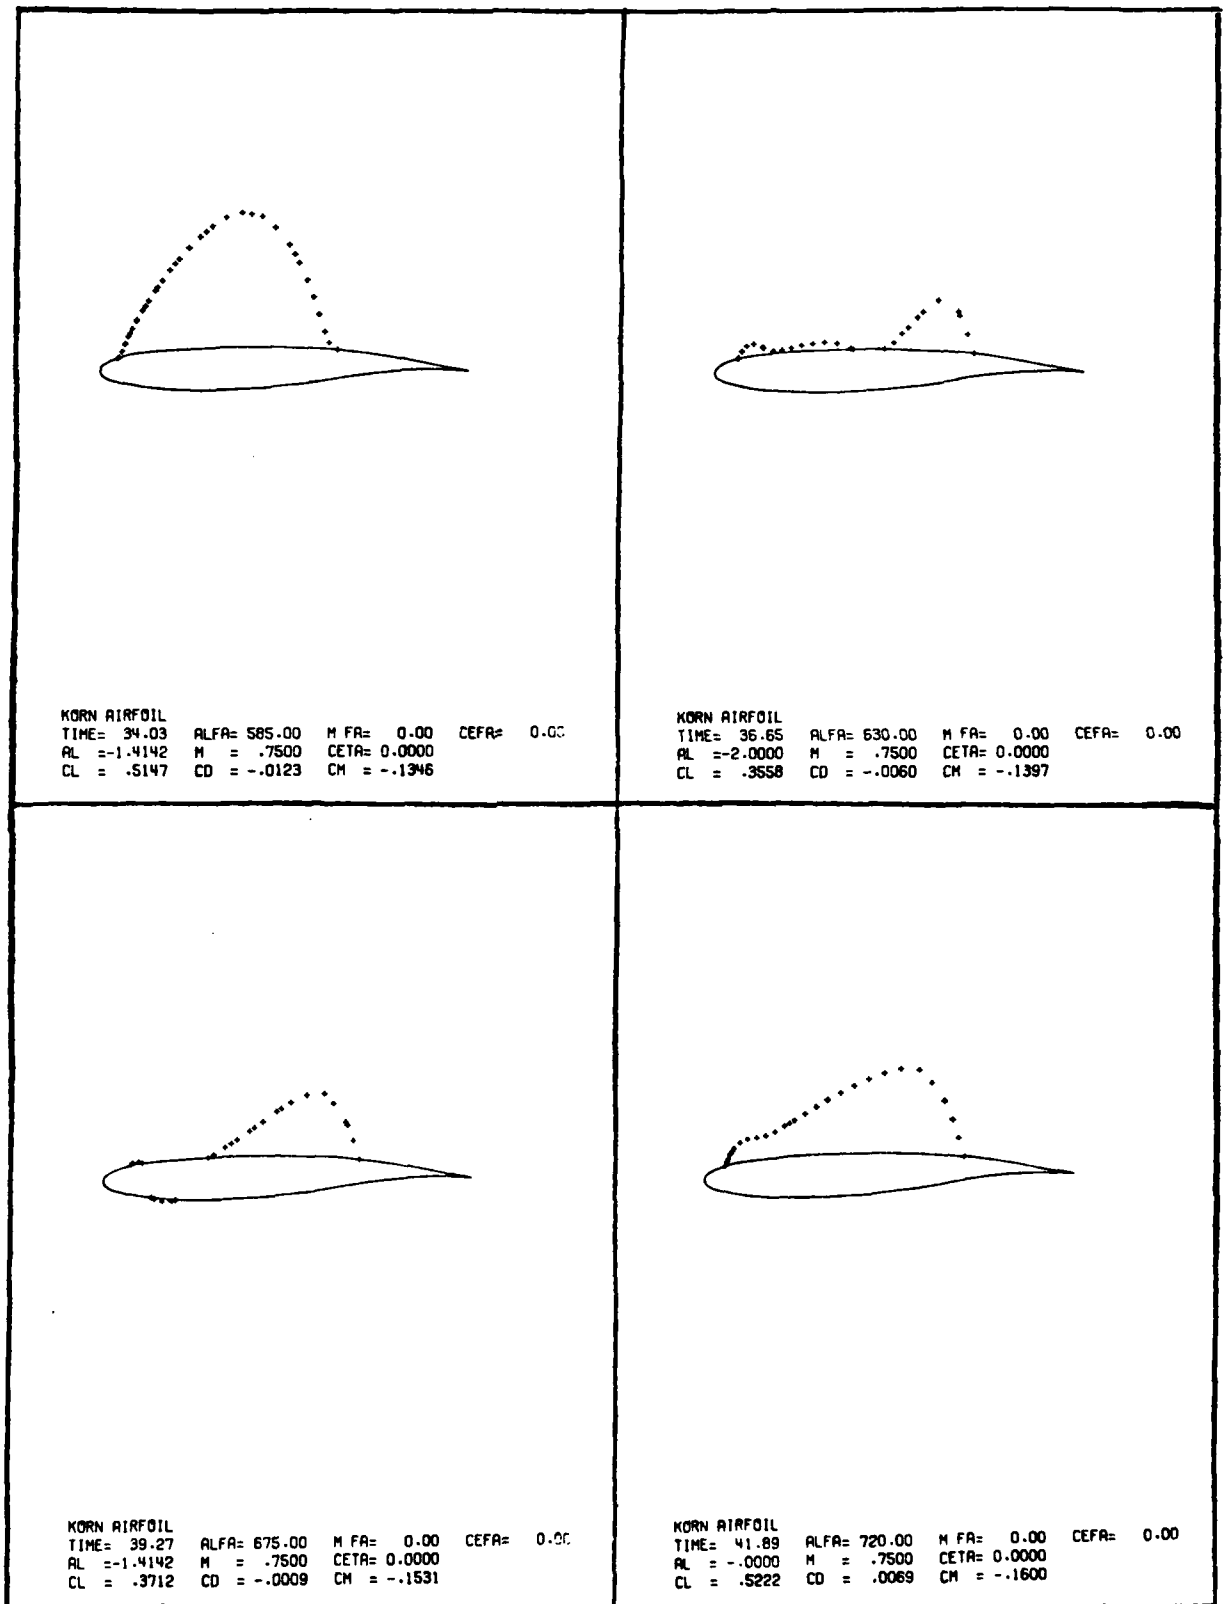 KORN AIRFOIL
TIME= 34.03 ALFA= 585.00 M FA= 0.00 CEFA= 0.00
AL =-1.4142 M = .7500 CETA= 0.0000
CL = .5147 CD = -.0123 CM = -.1346
KORN AIRFOIL
TIME= 36.65 ALFA= 630.00 M FA= 0.00 CEFA= 0.00
AL =-2.0000 M = .7500 CETA= 0.0000
CL = .3558 CD = -.0060 CM = -.1397
KORN AIRFOIL
TIME= 39.27 ALFA= 675.00 M FA= 0.00 CEFA= 0.00
AL =-1.4142 M = .7500 CETA= 0.0000
CL = .3712 CD = -.0009 CM = -.1531
KORN AIRFOIL
TIME= 41.89 ALFA= 720.00 M FA= 0.00 CEFA= 0.00
AL = -.0000 M = .7500 CETA= 0.0000
CL = .5222 CD = .0069 CM = -.1600